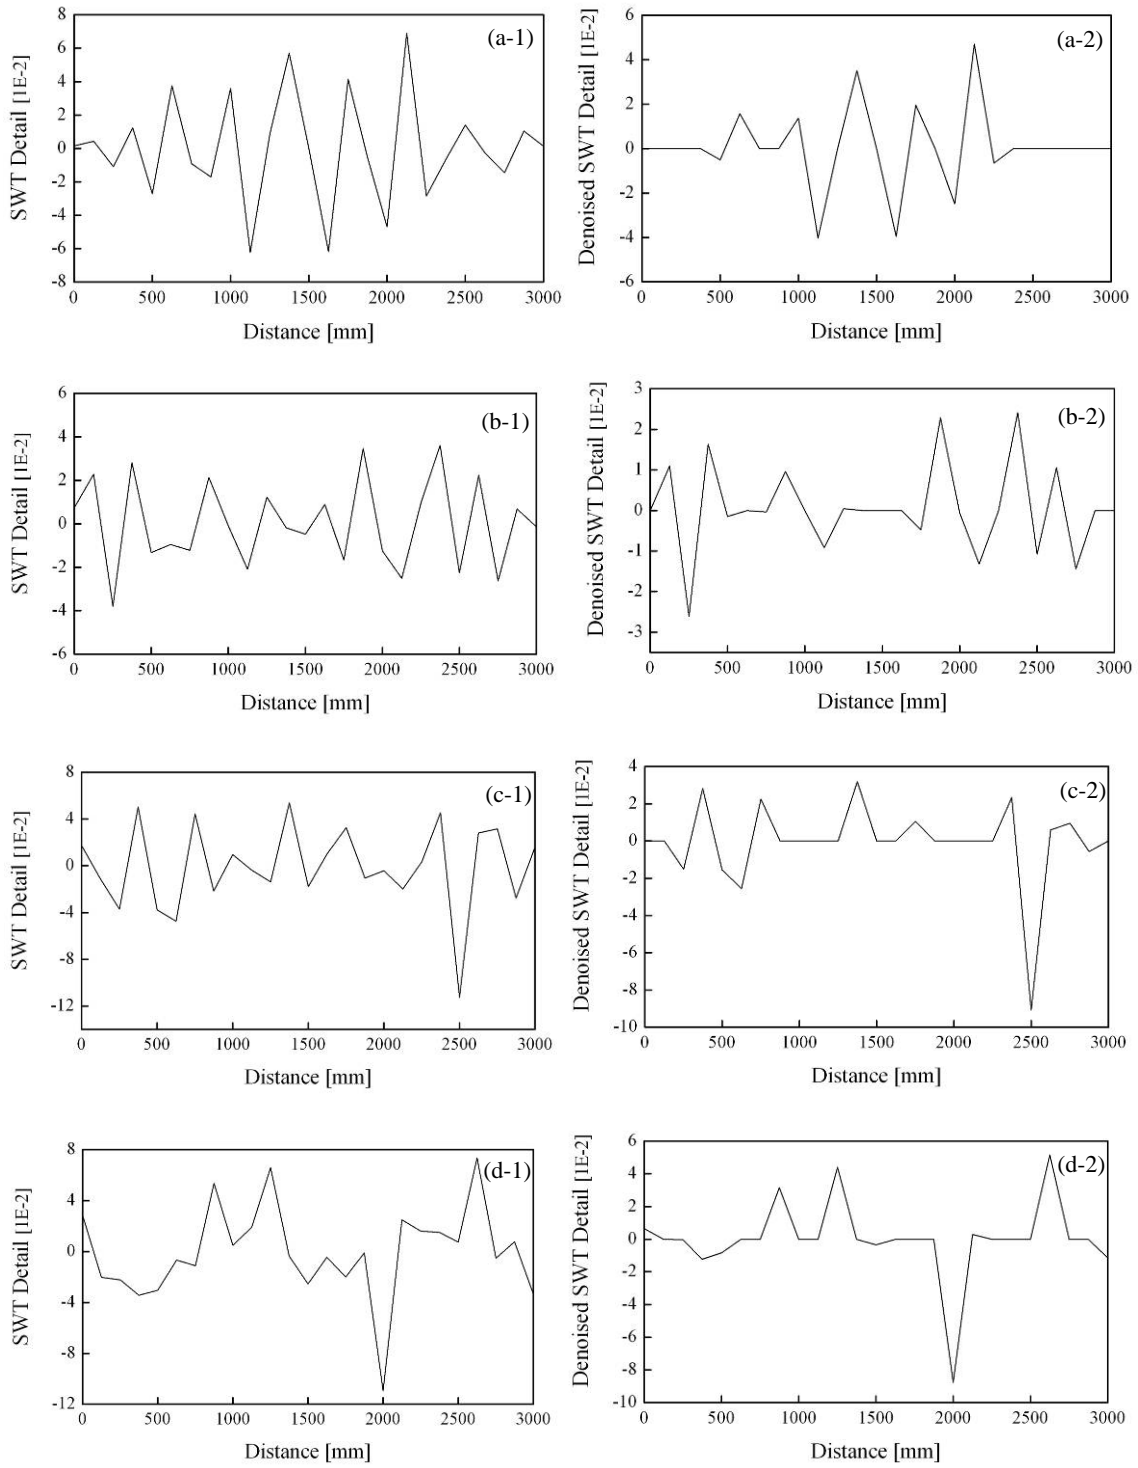 (a-1)
SWT Detail [1E-2]
8
6
4
2
0
-2
-4
-6
-8
0 500 1000 1500 2000 2500 3000
Distance [mm]
(a-2)
Denoised SWT Detail [1E-2]
6
4
2
0
-2
-4
-6
0 500 1000 1500 2000 2500 3000
Distance [mm]
(b-1)
SWT Detail [1E-2]
6
4
2
0
-2
-4
-6
0 500 1000 1500 2000 2500 3000
Distance [mm]
(b-2)
Denoised SWT Detail [1E-2]
3
2
1
0
-1
-2
-3
0 500 1000 1500 2000 2500 3000
Distance [mm]
(c-1)
SWT Detail [1E-2]
8
4
0
-4
-8
-12
0 500 1000 1500 2000 2500 3000
Distance [mm]
(c-2)
Denoised SWT Detail [1E-2]
4
2
0
-2
-4
-6
-8
-10
0 500 1000 1500 2000 2500 3000
Distance [mm]
(d-1)
SWT Detail [1E-2]
8
4
0
-4
-8
-12
0 500 1000 1500 2000 2500 3000
Distance [mm]
(d-2)
Denoised SWT Detail [1E-2]
6
4
2
0
-2
-4
-6
-8
-10
0 500 1000 1500 2000 2500 3000
Distance [mm]